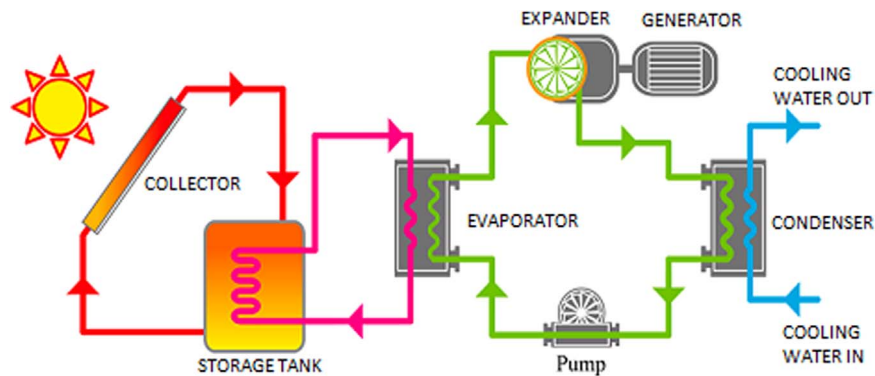 EXPANDER
GENERATOR
COOLING
WATER OUT
COLLECTOR
EVAPORATOR
CONDENSER
STORAGE TANK
Pump
COOLING
WATER IN